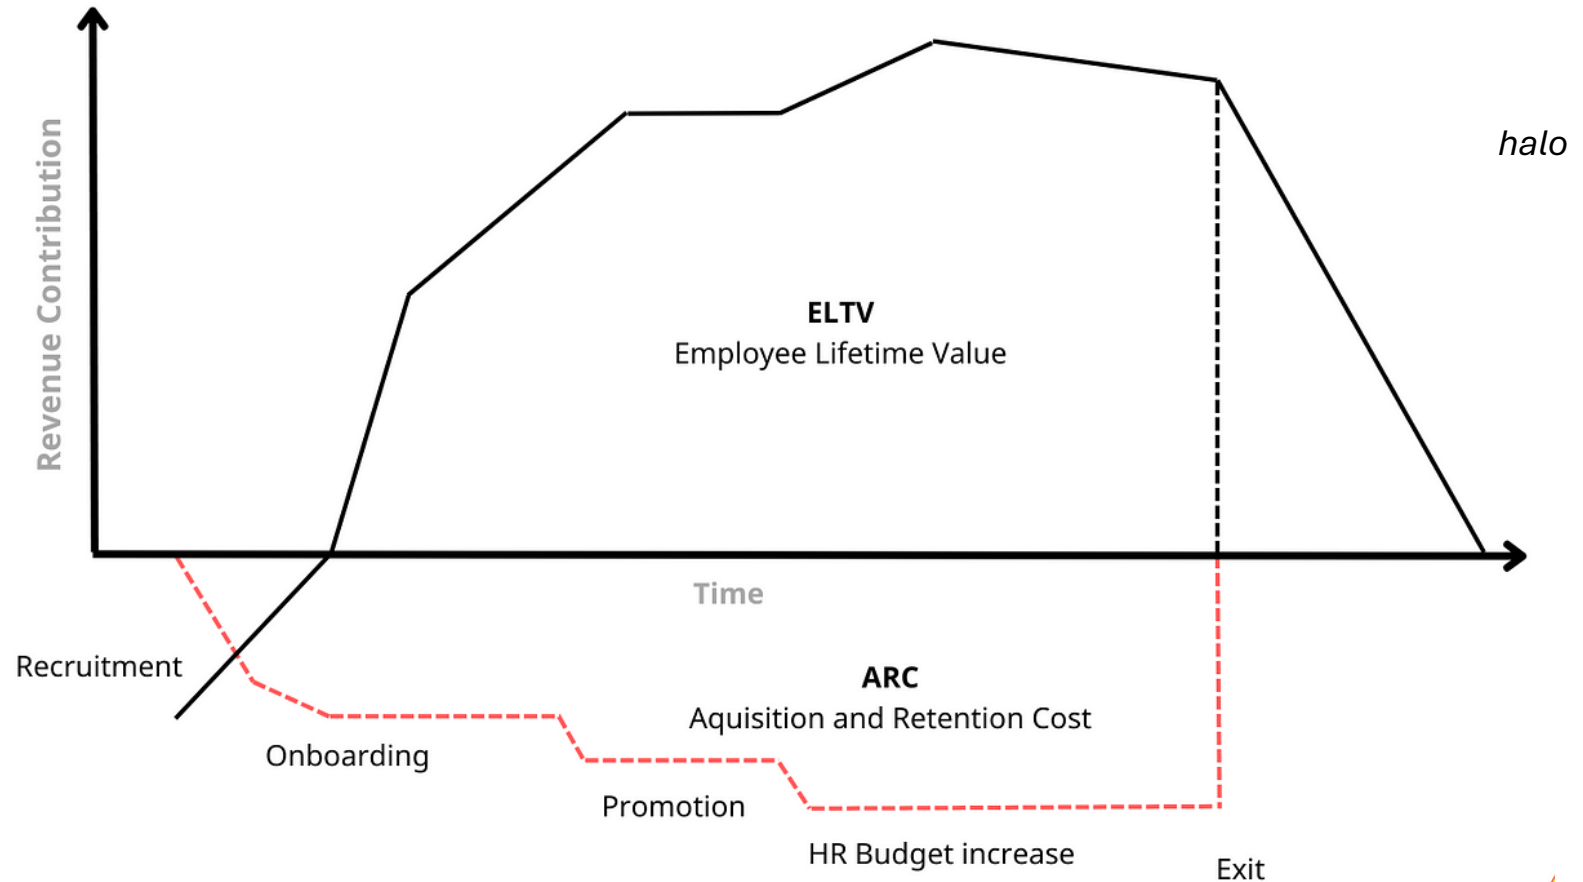 Revenue Contribution
halo
ELTV
Employee Lifetime Value
Time
Recruitment
ARC
Aquisition and Retention Cost
Onboarding
Promotion
HR Budget increase
Exit